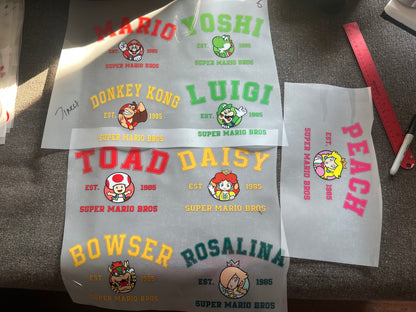 MARIO
EST. 1985
SUPER MARIO BROS
YOSHI
EST. 1985
SUPER MARIO BROS
DONKEY KONG
EST. 1985
SUPER MARIO BROS
LUIGI
EST. 1985
SUPER MARIO BROS
TOAD
EST. 1985
SUPER MARIO BROS
DAISY
EST. 1985
SUPER MARIO BROS
BOWSER
EST. 1985
SUPER MARIO BROS
ROSALINA
EST. 1985
SUPER MARIO BROS
PEACH
1985
SUPER MARIO BROS